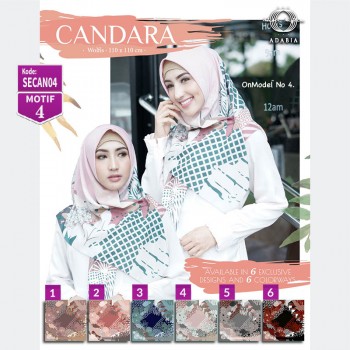 CANDARA
Wolfis - 110 x 110 cm
ADABIA
Kode:
SECAN04
MOTIF
4
OnModel No 4.
12am
AVAILABLE IN 6 EXCLUSIVE
DESIGNS AND 6 COLORWAYS
1 2 3 4 5 6